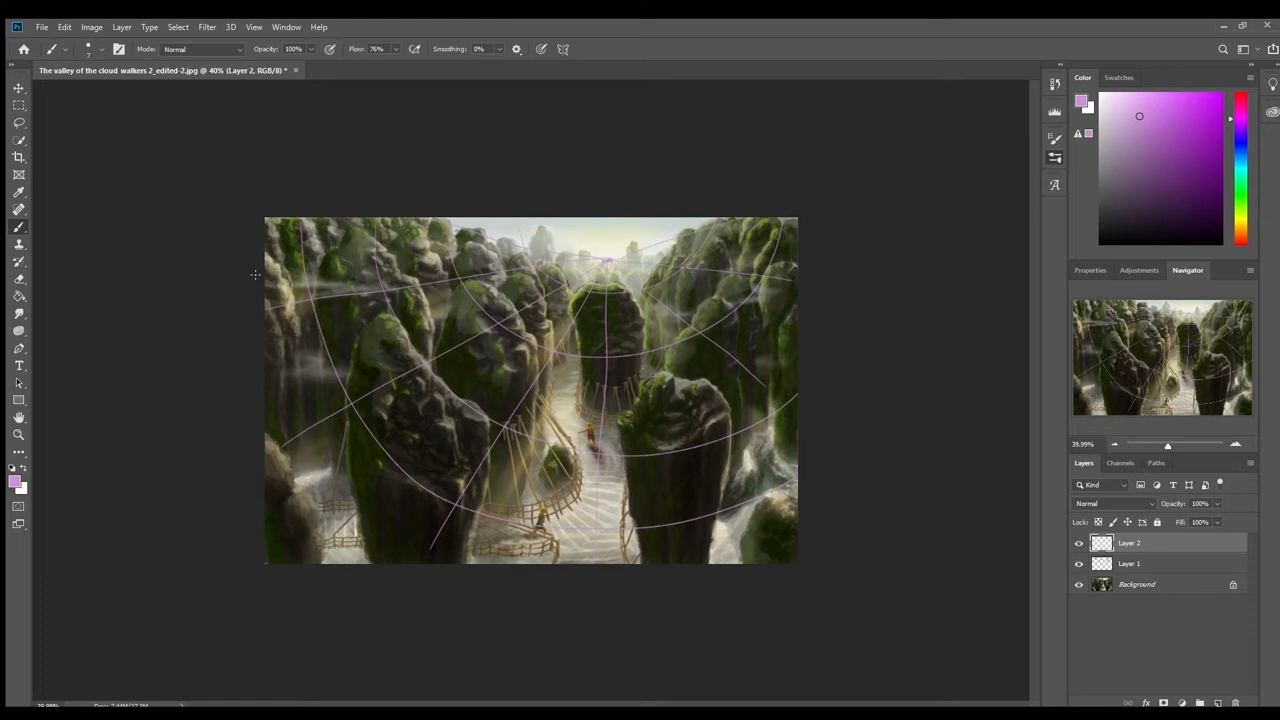 Ps File Edit Image Layer Type Select Filter 3D View Window Help
7 Mode: Normal Opacity: 100% Flow: 76% Smoothing: 0%
The valley of the cloud walkers 2_edited-2.jpg @ 40% (Layer 2, RGB/8) * ×
Color Swatches
Properties Adjustments Navigator
39.99%
Layers Channels Paths
Kind
Normal Opacity: 100%
Lock: Fill: 100%
Layer 2
Layer 1
Background